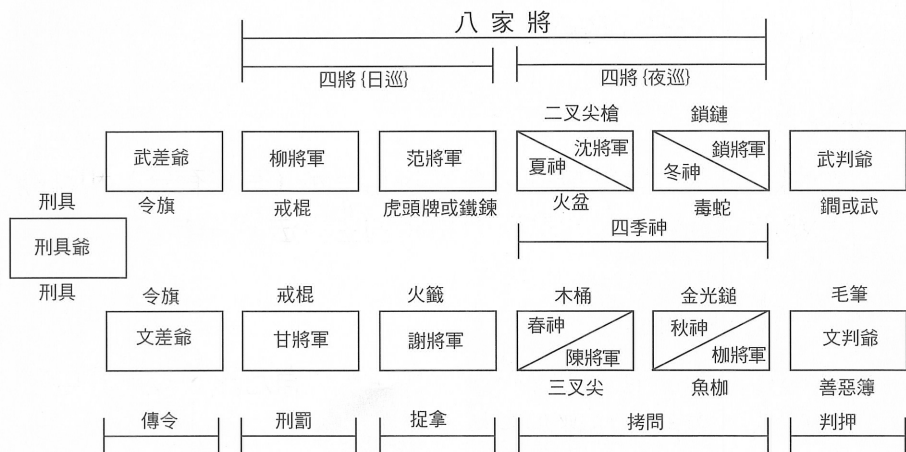 八家將
四將{日巡} 四將{夜巡}
二叉尖槍 鎖鏈
武差爺 柳將軍 范將軍 沈將軍 夏神 鎖將軍 冬神 武判爺
刑具 令旗 戒棍 虎頭牌或鐵鍊 火盆 毒蛇 鐧或武
刑具爺 四季神
刑具 令旗 戒棍 火籤 木桶 金光鎚 毛筆
文差爺 甘將軍 謝將軍 春神 陳將軍 秋神 枷將軍 文判爺
三叉尖 魚枷 善惡簿
傳令 刑罰 捉拿 拷問 判押